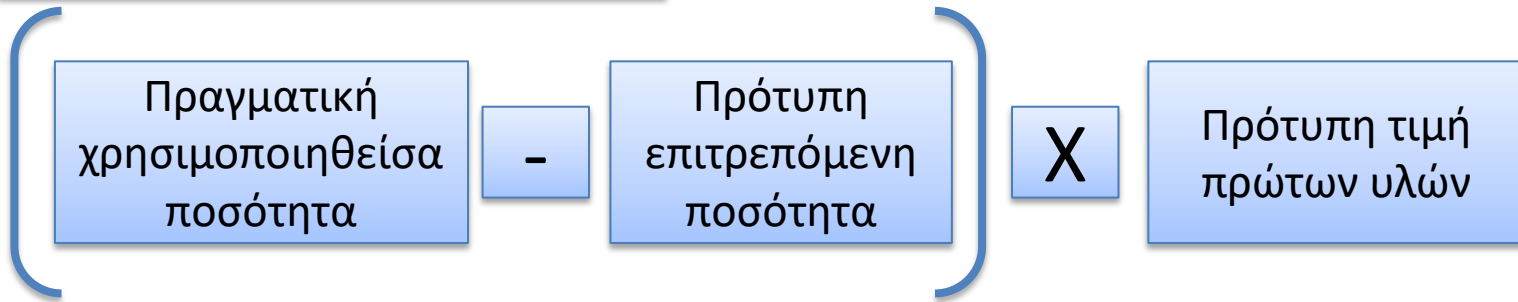 Πραγματική
χρησιμοποιηθείσα
ποσότητα
-
Πρότυπη
επιτρεπόμενη
ποσότητα
X
Πρότυπη τιμή
πρώτων υλών